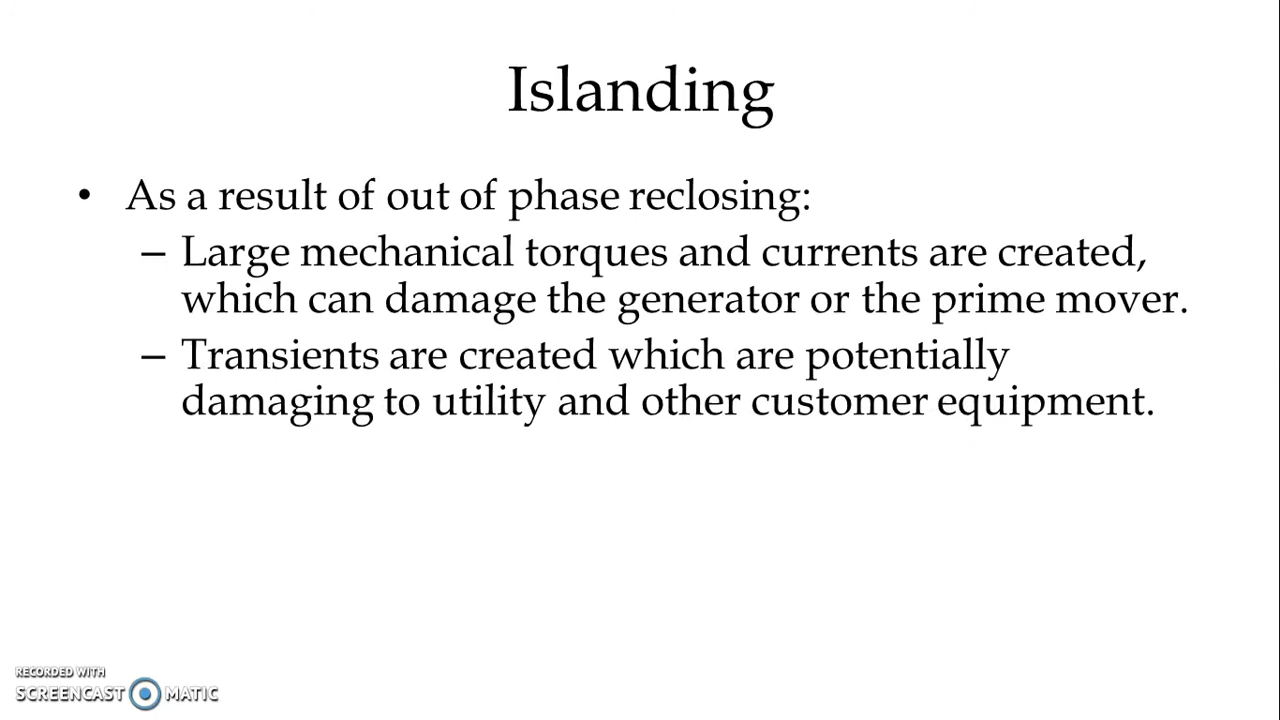 Islanding
• As a result of out of phase reclosing:
– Large mechanical torques and currents are created,
which can damage the generator or the prime mover.
– Transients are created which are potentially
damaging to utility and other customer equipment.
RECORDED WITH
SCREENCAST MATIC